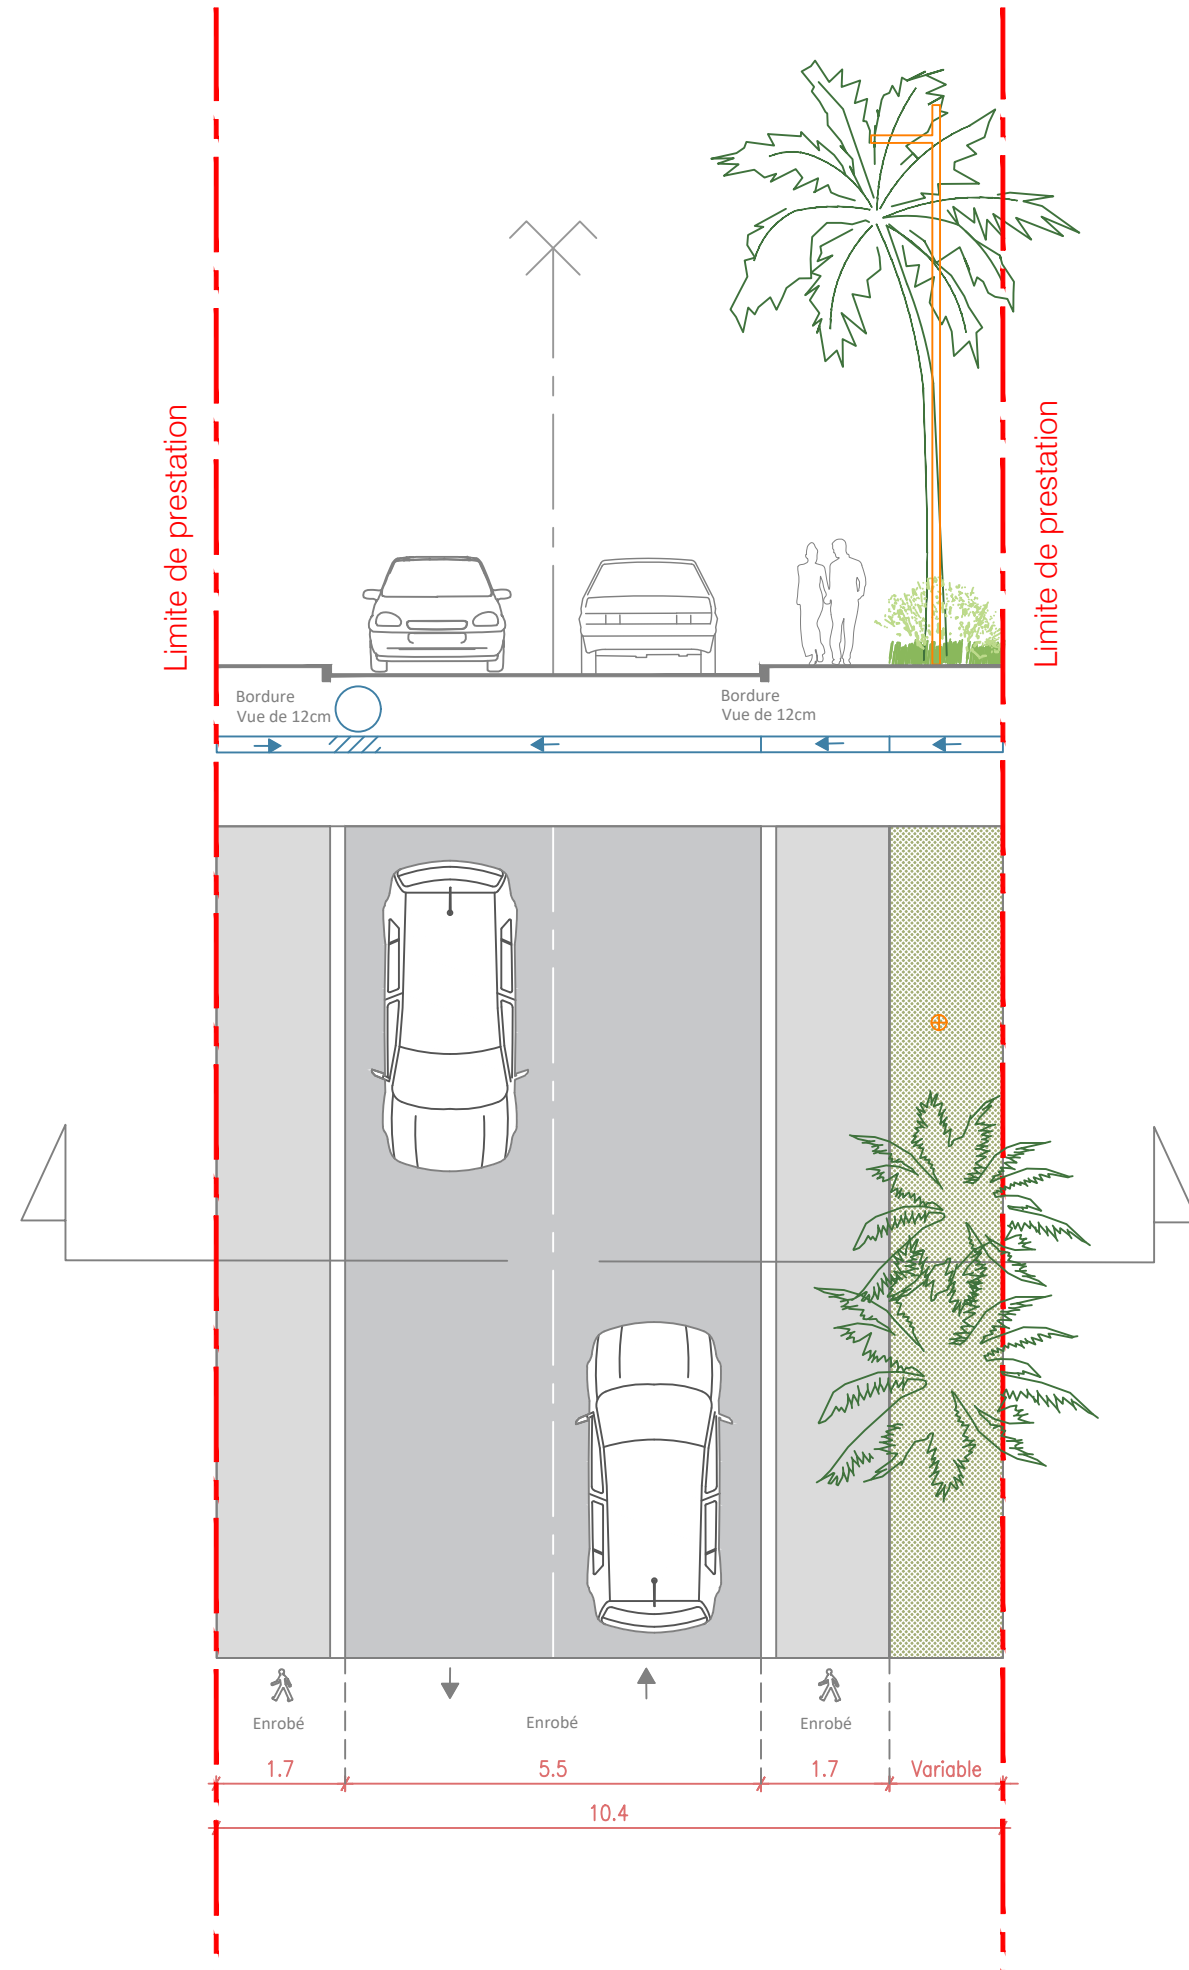 Limite de prestation
Limite de prestation
Bordure
Vue de 12cm
Bordure
Vue de 12cm
Enrobé
Enrobé
Enrobé
1.7
5.5
1.7
Variable
10.4